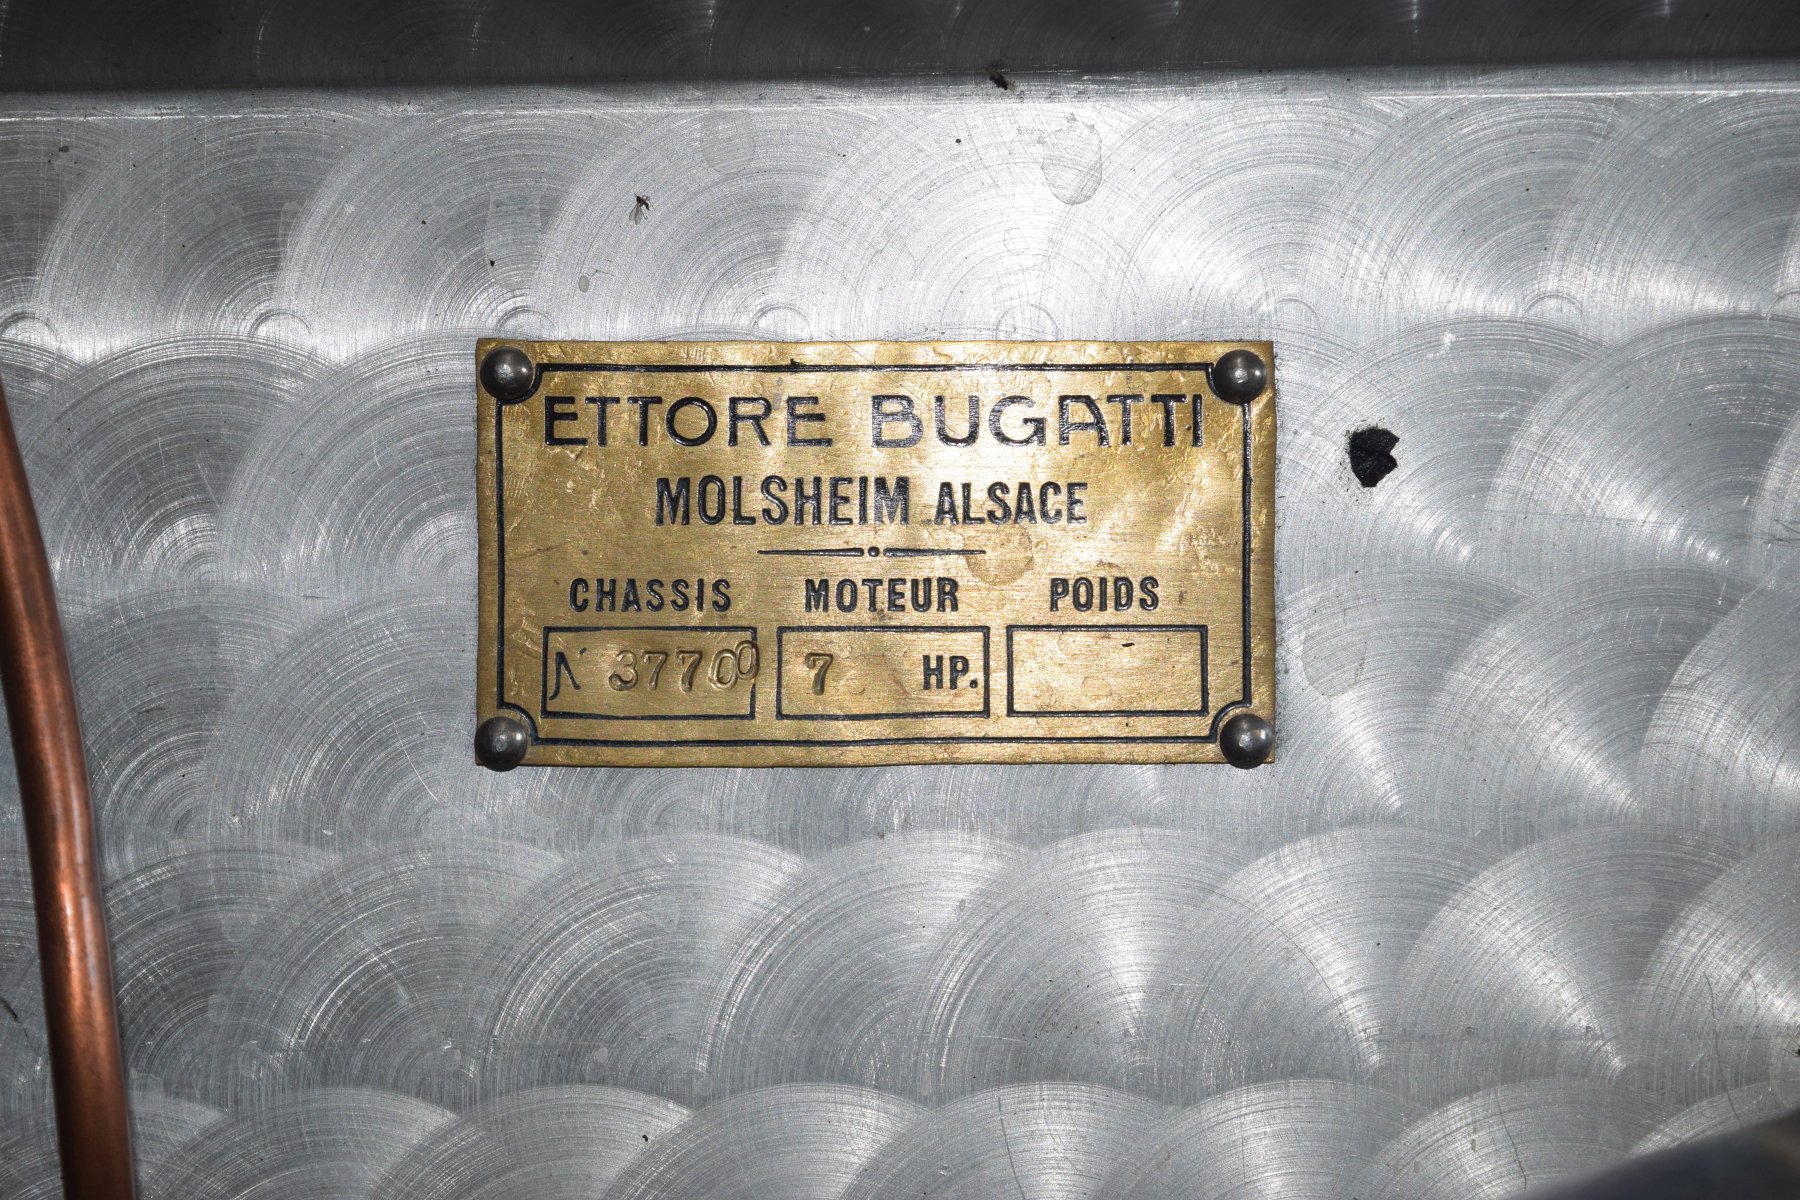 ETTORE BUGATTI
MOLSHEIM ALSACE
CHASSIS MOTEUR POIDS
N 37700 7 HP.